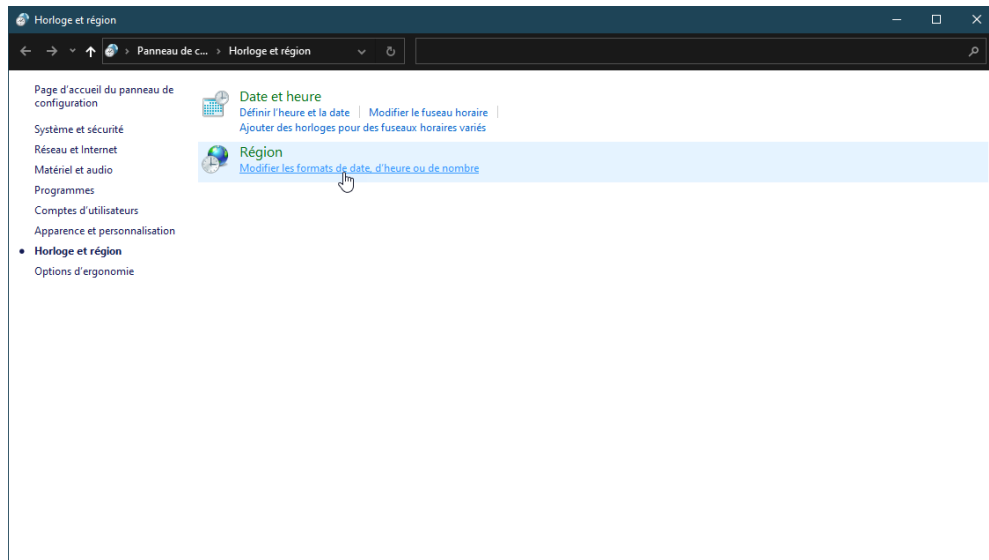 Horloge et région
Panneau de c... > Horloge et région
Page d'accueil du panneau de
configuration
Système et sécurité
Réseau et Internet
Matériel et audio
Programmes
Comptes d'utilisateurs
Apparence et personnalisation
Horloge et région
Options d'ergonomie
Date et heure
Définir l'heure et la date | Modifier le fuseau horaire |
Ajouter des horloges pour des fuseaux horaires variés
Région
Modifier les formats de date, d'heure ou de nombre